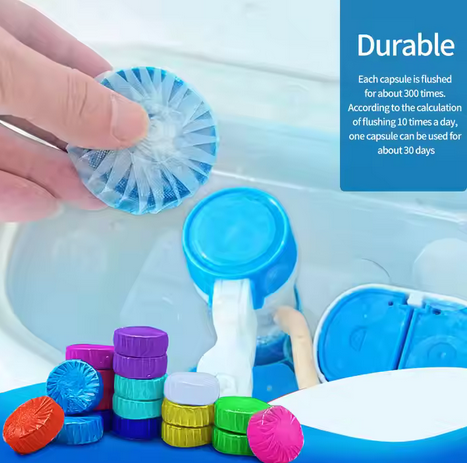 Durable
Each capsule is flushed
for about 300 times.
According to the calculation
of flushing 10 times a day,
one capsule can be used for
about 30 days